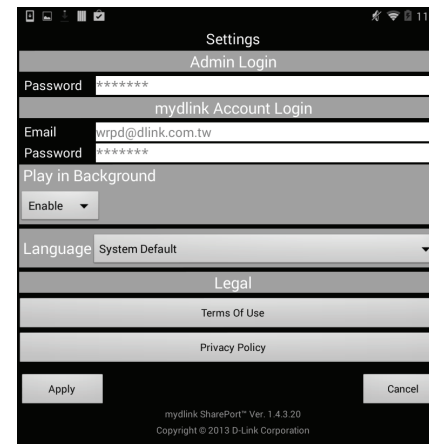 11
Settings
Admin Login
Password *******
mydlink Account Login
Email wrpd@dlink.com.tw
Password *******
Play in Background
Enable
Language System Default
Legal
Terms Of Use
Privacy Policy
Apply Cancel
mydlink SharePort™ Ver. 1.4.3.20
Copyright © 2013 D-Link Corporation